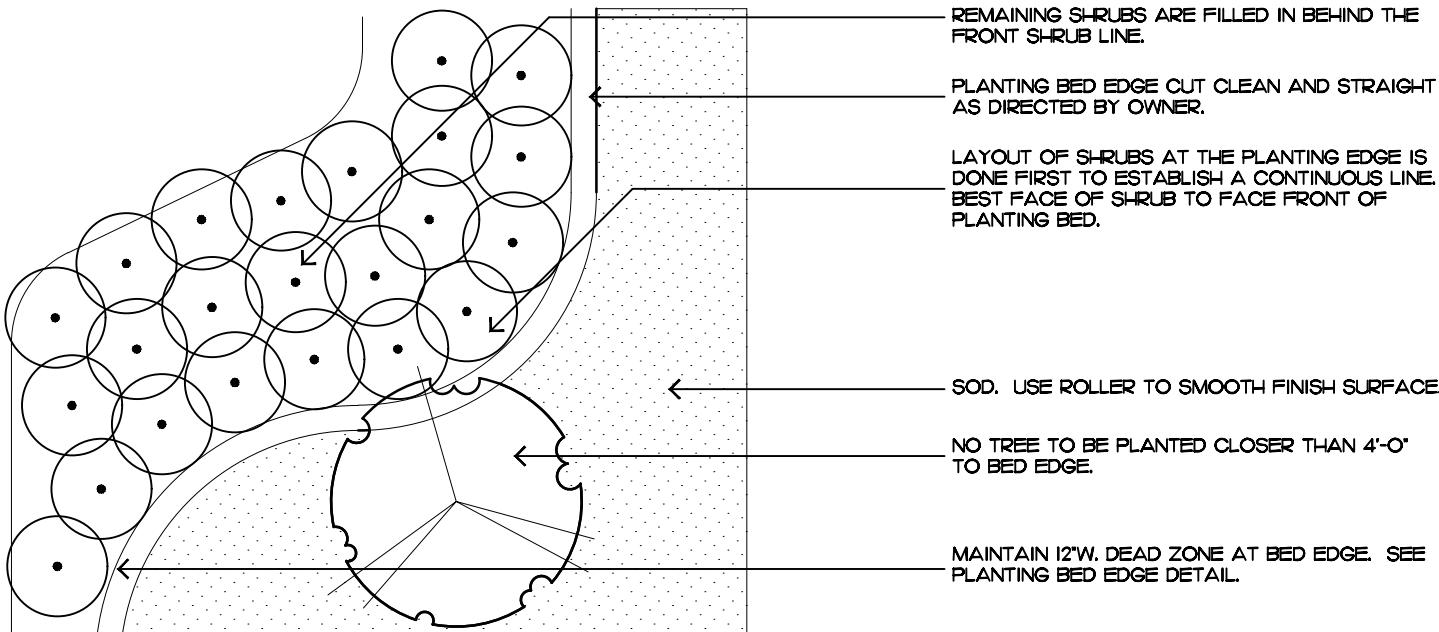 REMAINING SHRUBS ARE FILLED IN BEHIND THE
FRONT SHRUB LINE.
PLANTING BED EDGE CUT CLEAN AND STRAIGHT
AS DIRECTED BY OWNER.
LAYOUT OF SHRUBS AT THE PLANTING EDGE IS
DONE FIRST TO ESTABLISH A CONTINUOUS LINE.
BEST FACE OF SHRUB TO FACE FRONT OF
PLANTING BED.
SOD. USE ROLLER TO SMOOTH FINISH SURFACE
NO TREE TO BE PLANTED CLOSER THAN 4'-0"
TO BED EDGE.
MAINTAIN 12"W. DEAD ZONE AT BED EDGE. SEE
PLANTING BED EDGE DETAIL.